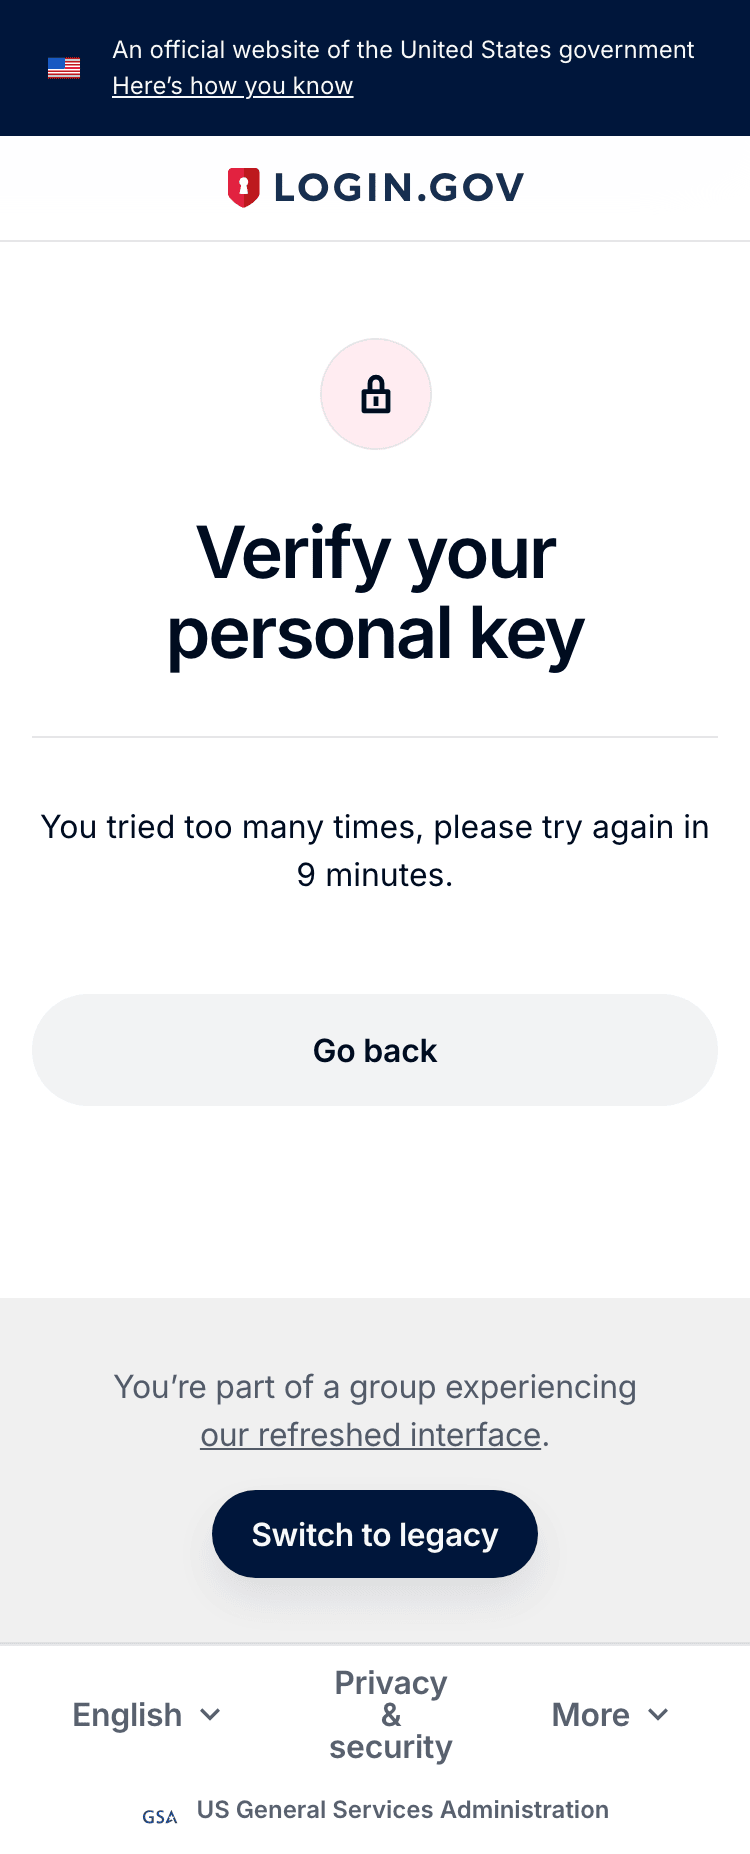 An official website of the United States government
Here’s how you know
LOGIN.GOV
Verify your
personal key
You tried too many times, please try again in
9 minutes.
Go back
You’re part of a group experiencing
our refreshed interface.
Switch to legacy
English
Privacy
&
security
More
GSA US General Services Administration